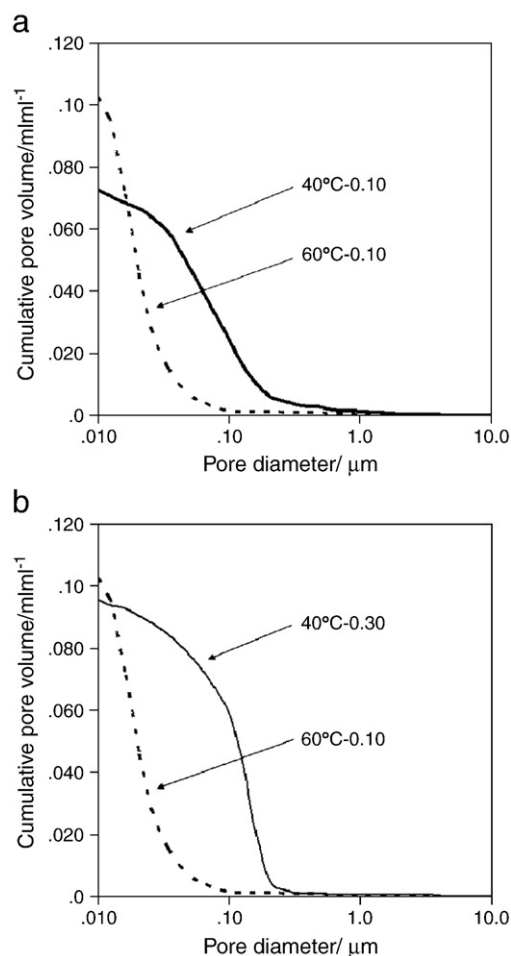 a
Cumulative pore volume/mlml-1
.120
.10
.080
.060
.040
.020
.0
40ºC-0.10
60ºC-0.10
.010 .10 1.0 10.0
Pore diameter/ μm
b
Cumulative pore volume/mlml-1
.120
.10
.080
.060
.040
.020
.0
40ºC-0.30
60ºC-0.10
.010 .10 1.0 10.0
Pore diameter/ μm